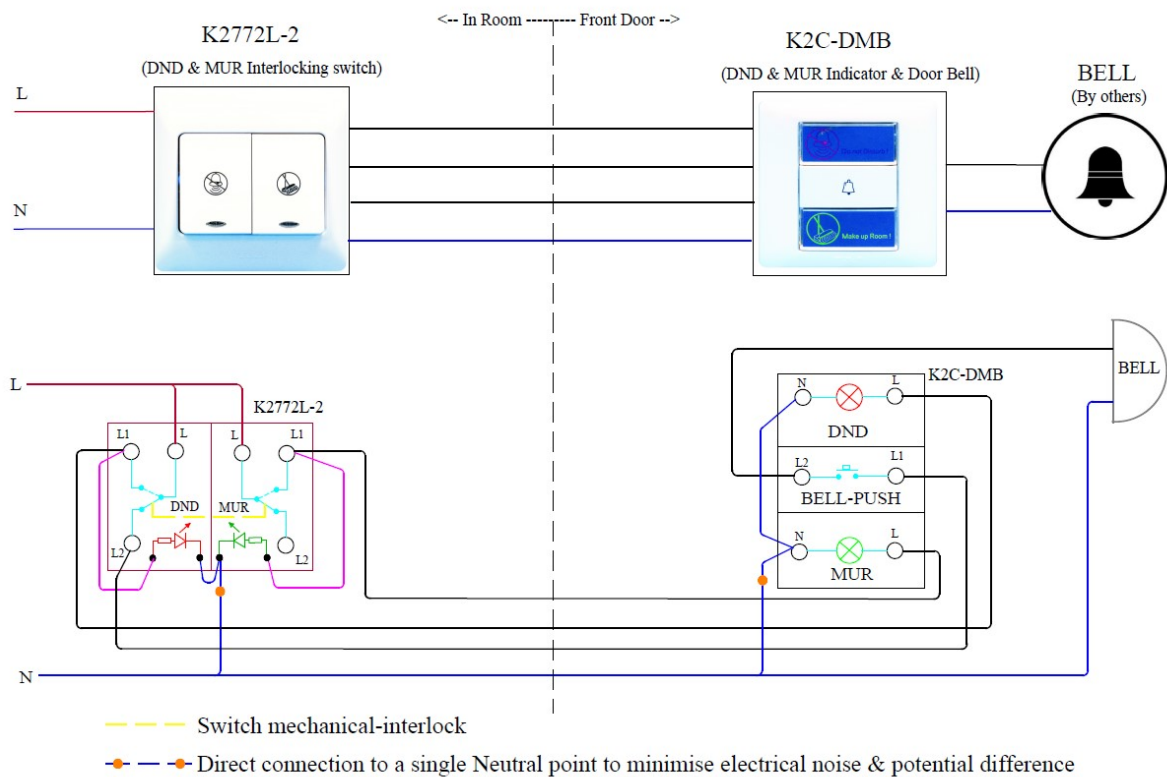 <-- In Room --------- Front Door -->
K2772L-2
(DND & MUR Interlocking switch)
K2C-DMB
(DND & MUR Indicator & Door Bell)
BELL
(By others)
L
N
Do not Disturb !
Make up Room !
L
K2772L-2
L1
L
L
L1
DND
MUR
L2
L2
N
L
K2C-DMB
DND
L2
L1
BELL-PUSH
N
L
MUR
BELL
N
Switch mechanical-interlock
Direct connection to a single Neutral point to minimise electrical noise & potential difference